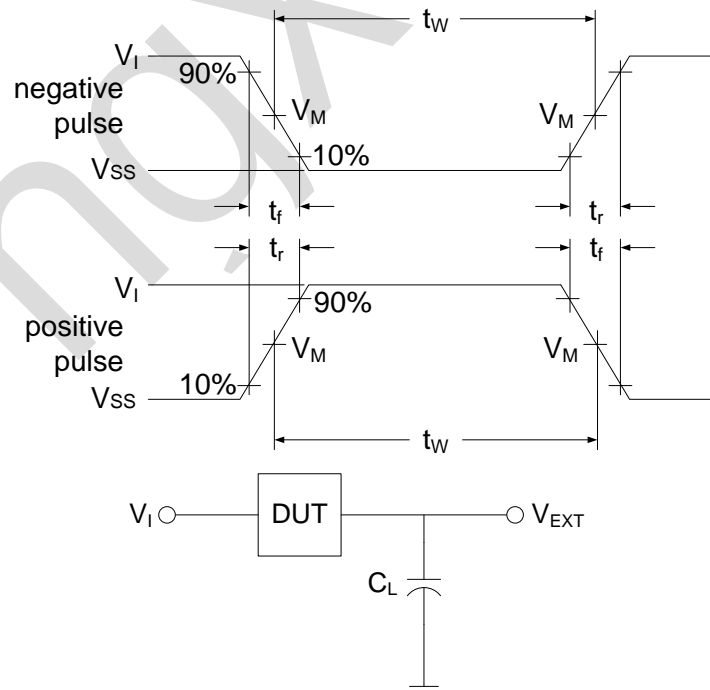 tW
VI
90%
negative
pulse
VM
VM
10%
VSS
tf
tr
tr
tf
VI
90%
positive
pulse
VM
VM
10%
VSS
tW
VI
DUT
VEXT
CL